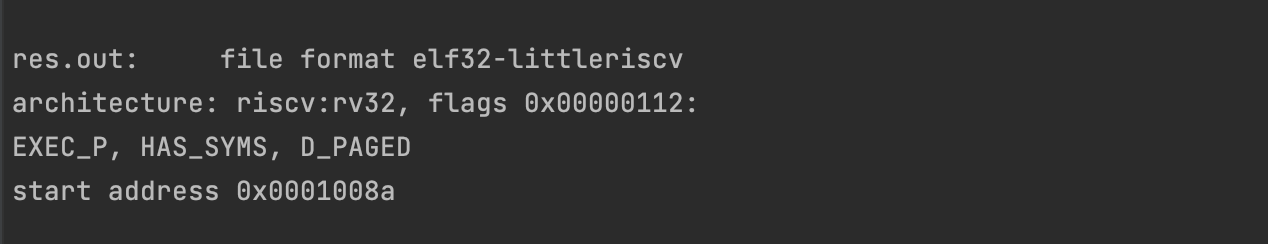 res.out:     file format elf32-littleriscv
architecture: riscv:rv32, flags 0x00000112:
EXEC_P, HAS_SYMS, D_PAGED
start address 0x0001008a